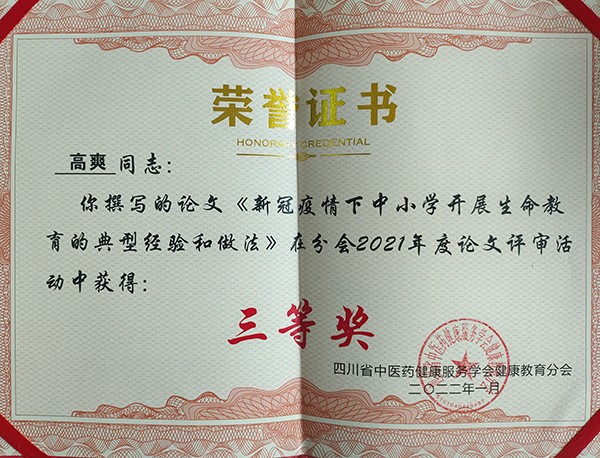 荣誉证书
HONORARY CREDENTIAL
高爽同志：
你撰写的论文《新冠疫情下中小学开展生命教
育的典型经验和做法》在分会2021年度论文评审活
动中获得：
三等奖
四川省中医药健康服务学会健康教育分会
二〇二二年一月